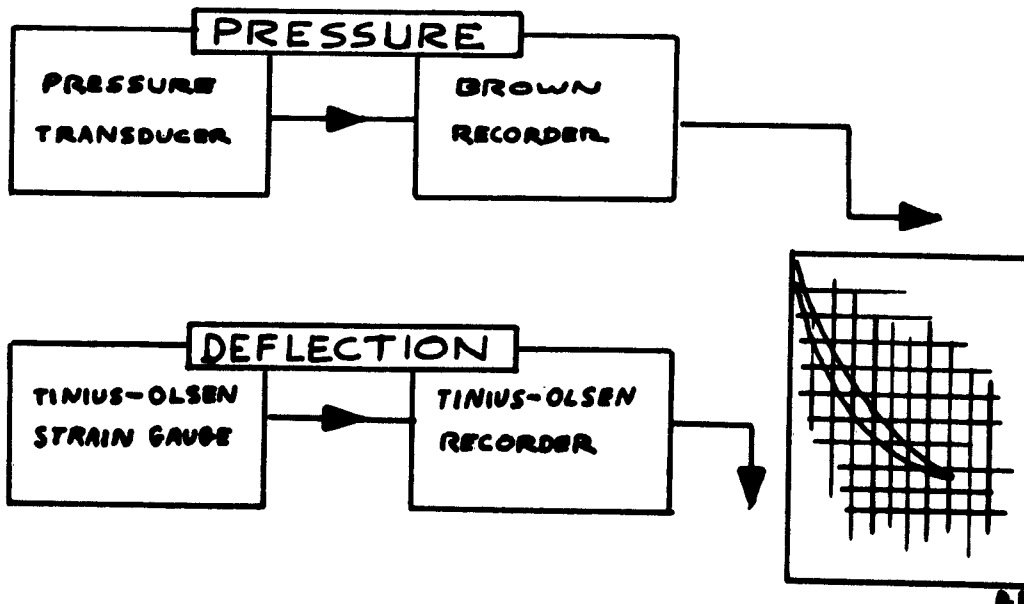 PRESSURE
PRESSURE
TRANSDUCER
BROWN
RECORDER
DEFLECTION
TINIUS-OLSEN
STRAIN GAUGE
TINIUS-OLSEN
RECORDER